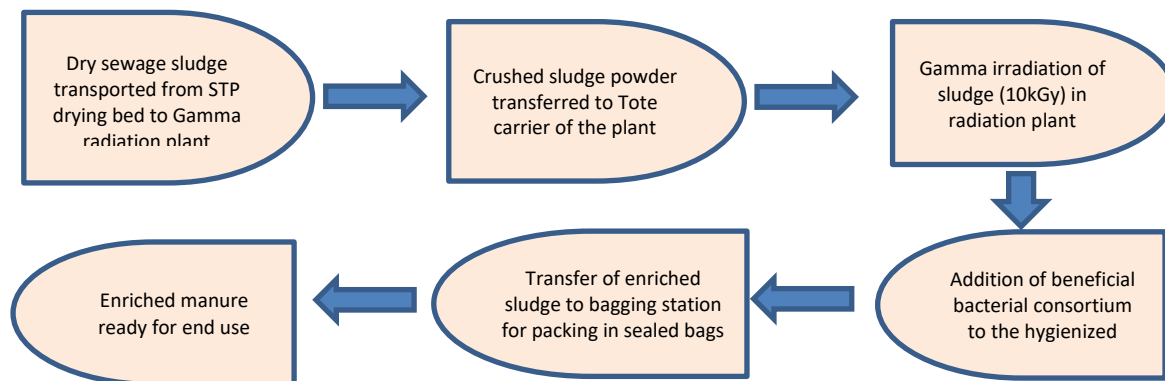 Dry sewage sludge
transported from STP
drying bed to Gamma
radiation plant
Crushed sludge powder
transferred to Tote
carrier of the plant
Gamma irradiation of
sludge (10kGy) in
radiation plant
Addition of beneficial
bacterial consortium
to the hygienized
Transfer of enriched
sludge to bagging station
for packing in sealed bags
Enriched manure
ready for end use